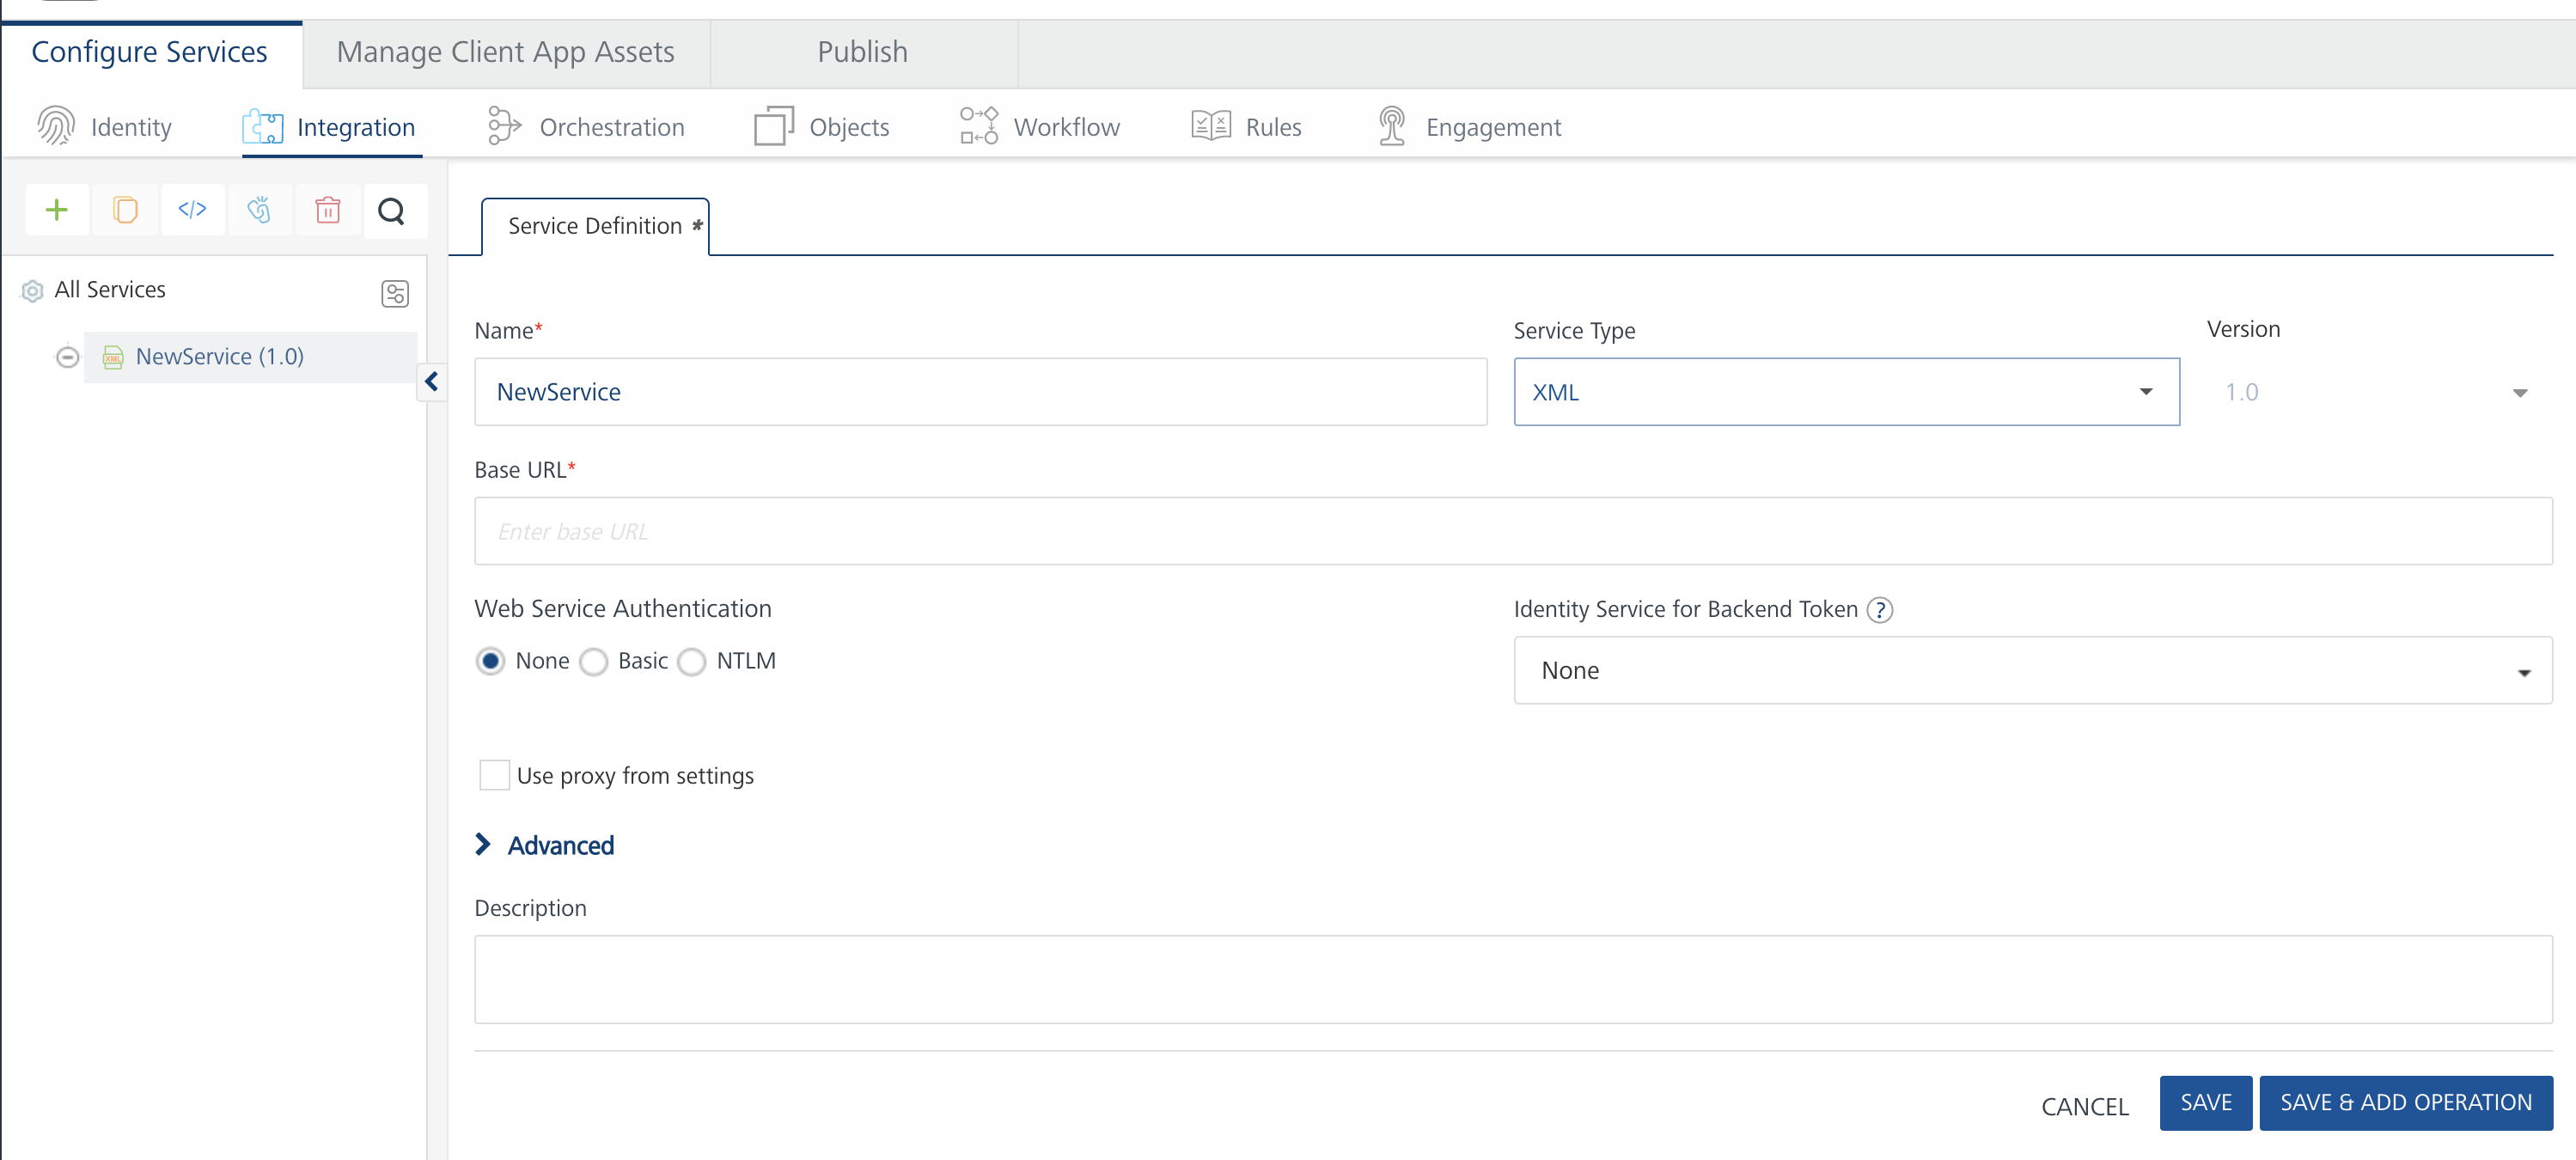 Configure Services
Manage Client App Assets
Publish
Identity
Integration
Orchestration
Objects
Workflow
Rules
Engagement
</>
Service Definition *
All Services
XML NewService (1.0)
Name*
Service Type
Version
NewService
XML
1.0
Base URL*
Enter base URL
Web Service Authentication
Identity Service for Backend Token ?
None Basic NTLM
None
Use proxy from settings
Advanced
Description
CANCEL
SAVE
SAVE & ADD OPERATION